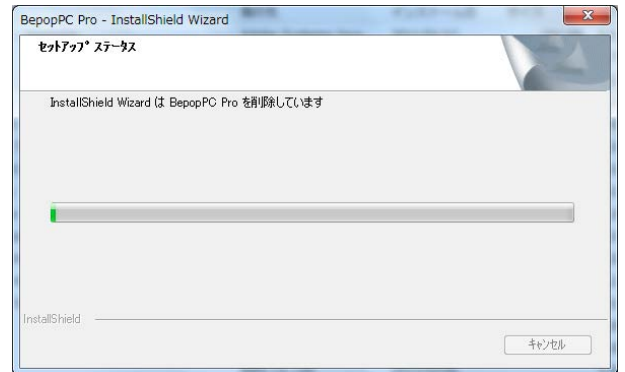 BepopPC Pro - InstallShield Wizard
ｾｯﾄｱｯﾌﾟ ｽﾃｰﾀｽ
InstallShield Wizard は BepopPC Pro を削除しています
InstallShield
ｷｬﾝｾﾙ